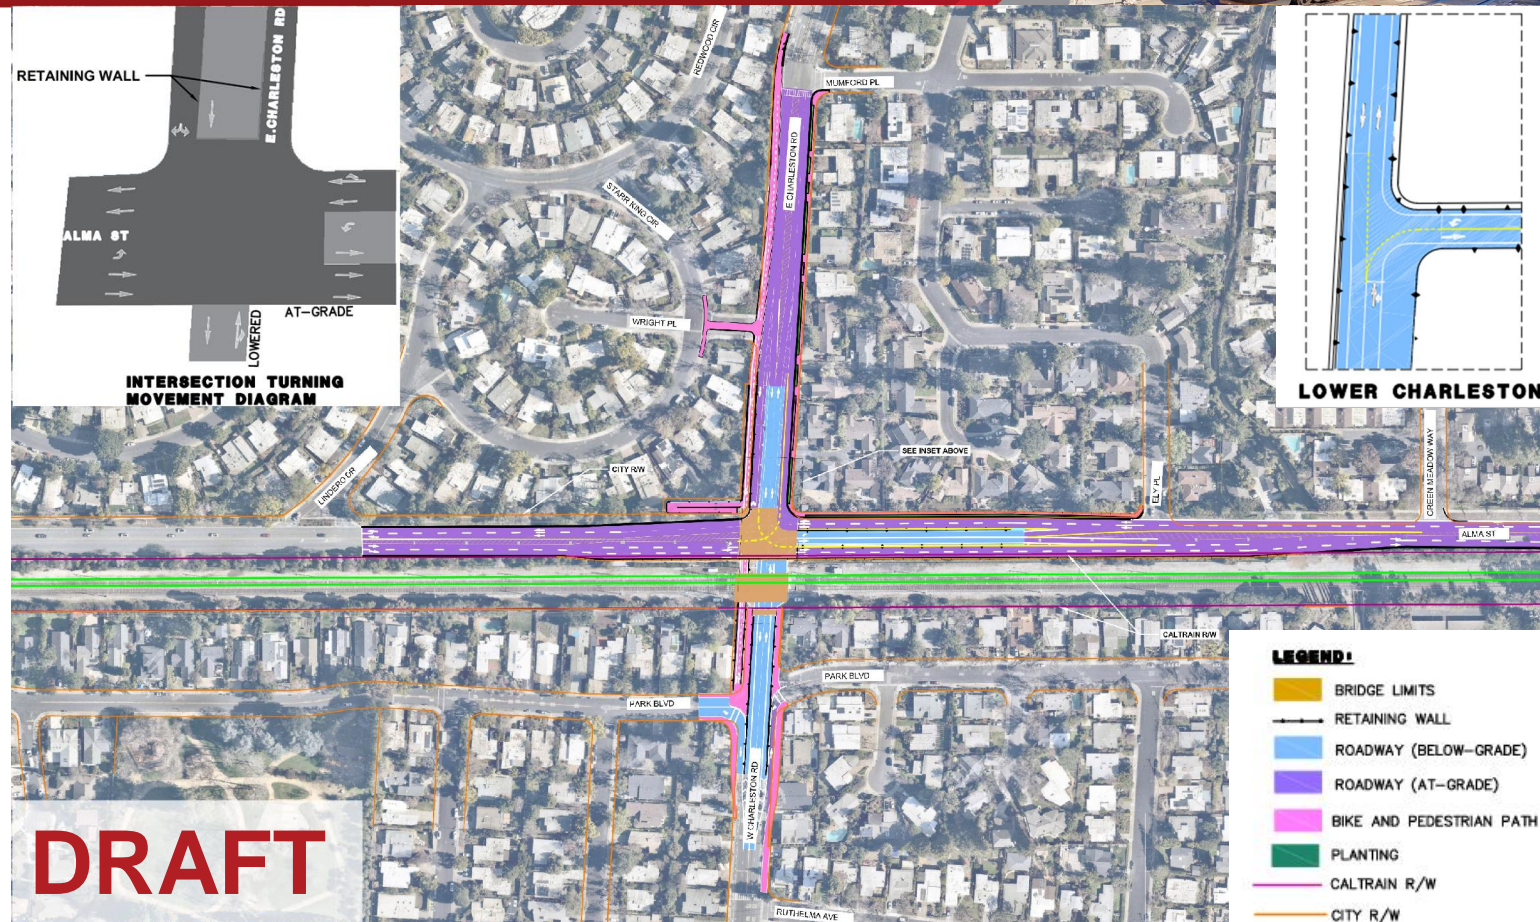 RETAINING WALL
E.CHARLESTON RD
ALMA ST
AT-GRADE
LOWERED
INTERSECTION TURNING
MOVEMENT DIAGRAM
REDWOOD CIR
MUMFORD PL
E CHARLESTON RD
STARR KING CIR
WRIGHT PL
LOWER CHARLESTON
CITY R/W
SEE INSET ABOVE
LINDERO DR
ELY PL
GREEN MEADOW WAY
ALMA ST
CALTRAIN R/W
PARK BLVD
PARK BLVD
W CHARLESTON RD
RUTHELMA AVE
DRAFT
LEGEND:
BRIDGE LIMITS
RETAINING WALL
ROADWAY (BELOW-GRADE)
ROADWAY (AT-GRADE)
BIKE AND PEDESTRIAN PATH
PLANTING
CALTRAIN R/W
CITY R/W